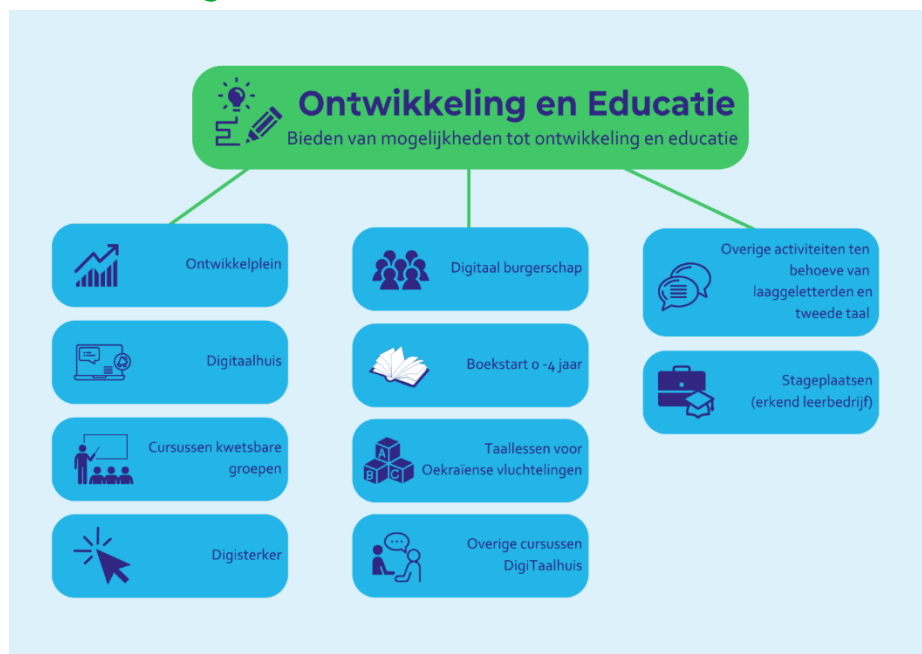 Ontwikkeling en Educatie
Bieden van mogelijkheden tot ontwikkeling en educatie
Ontwikkelplein
Digitaalhuis
Cursussen kwetsbare
groepen
Digisterker
Digitaal burgerschap
Boekstart 0 -4 jaar
Taallessen voor
Oekraïense vluchtelingen
A
B C
Overige cursussen
DigiTaalhuis
Overige activiteiten ten
behoeve van
laaggeletterden en
tweede taal
Stageplaatsen
(erkend leerbedrijf)